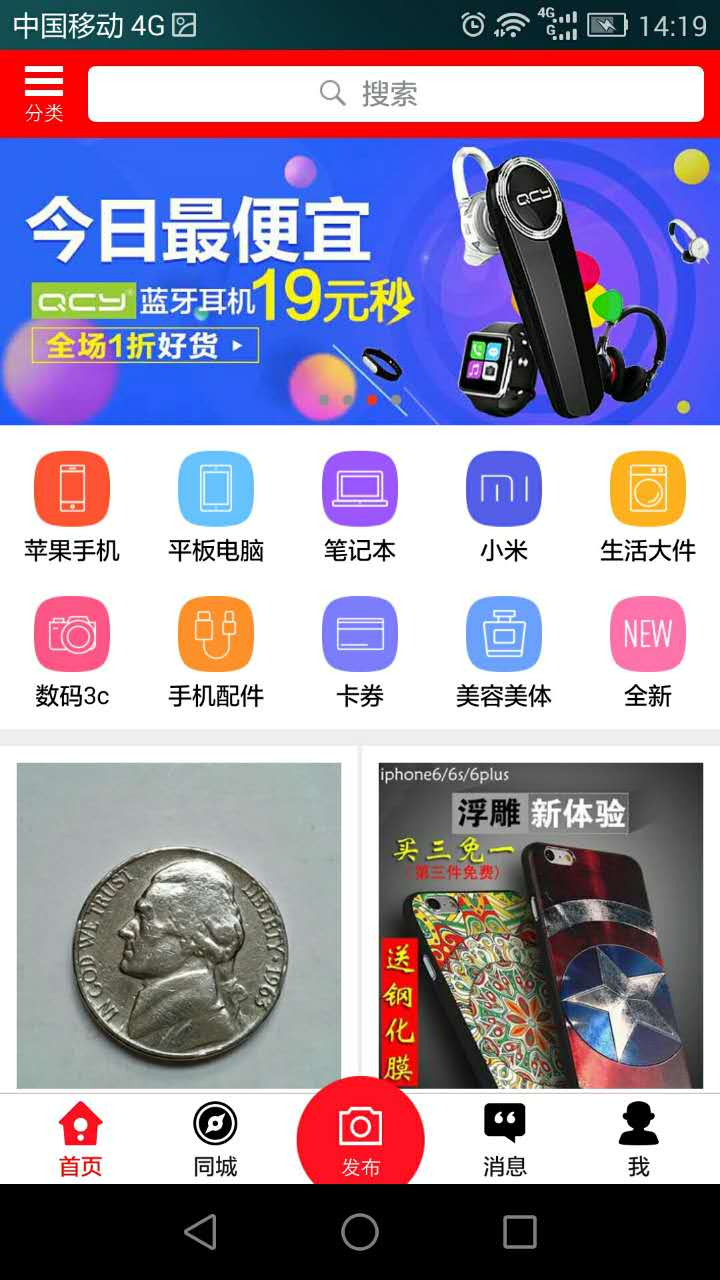 中国移动 4G
4G
G
14:19
分类
搜索
QCY
今日最便宜
QCY®蓝牙耳机19元秒
全场1折好货
苹果手机
平板电脑
笔记本
小米
生活大件
NEW
数码3c
手机配件
卡券
美容美体
全新
IN GOD WE TRUST
LIBERTY · 1963
iphone6/6s/6plus
浮雕 新体验
买三免一
(第三件免费)
送钢化膜
首页
同城
发布
消息
我